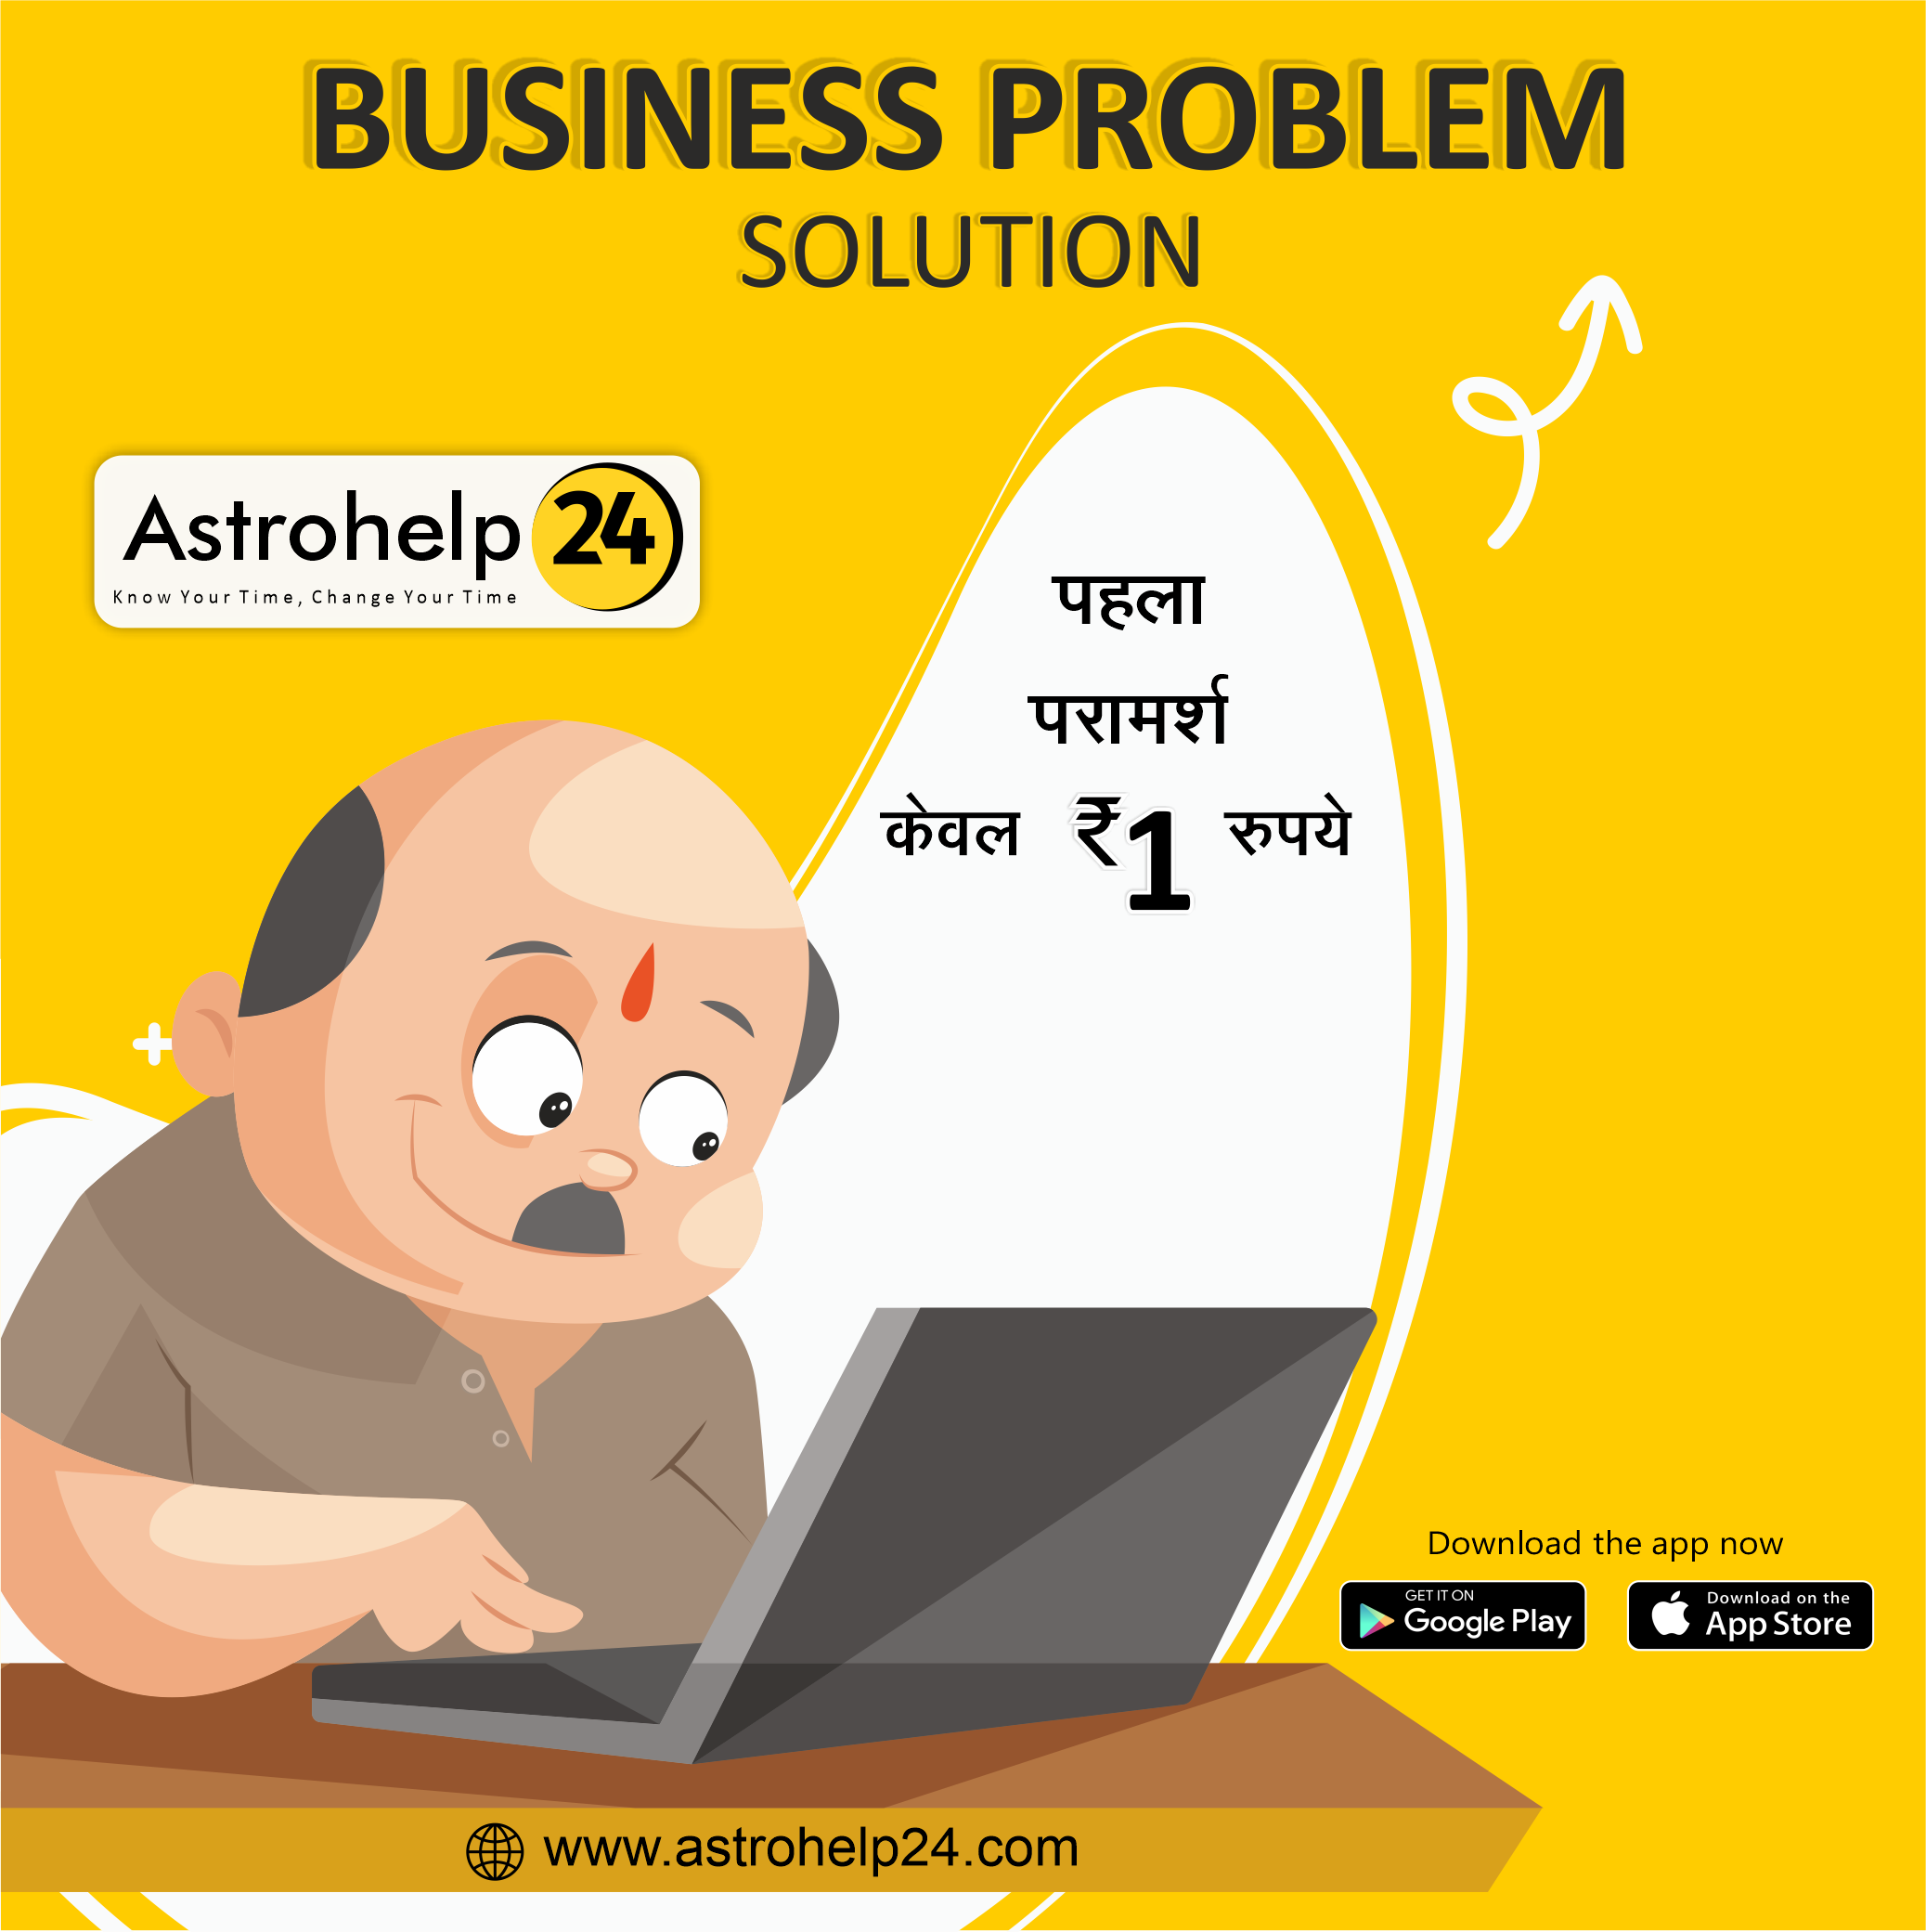 BUSINESS PROBLEM
SOLUTION
Astrohelp 24
Know Your Time, Change Your Time
पहला
परामर्श
केवल ₹1 रुपये
Download the app now
GET IT ON
Google Play
Download on the
App Store
www.astrohelp24.com